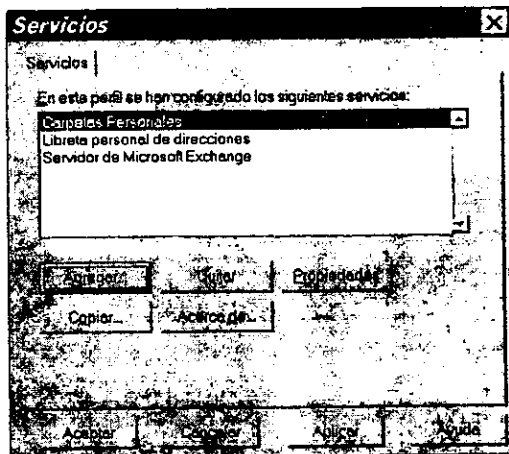 Servicios
Servicios
En este perfil se han configurado los siguientes servicios:
Carpetas Personales
Libreta personal de direcciones
Servidor de Microsoft Exchange
Agregar... Quitar Propiedades
Copiar... Acerca de...
Aceptar Cancelar Aplicar Ayuda